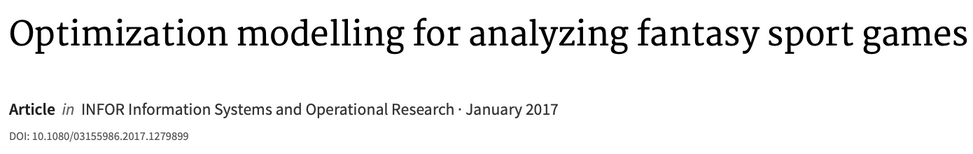 Optimization modelling for analyzing fantasy sport games
Article in INFOR Information Systems and Operational Research · January 2017
DOI: 10.1080/03155986.2017.1279899